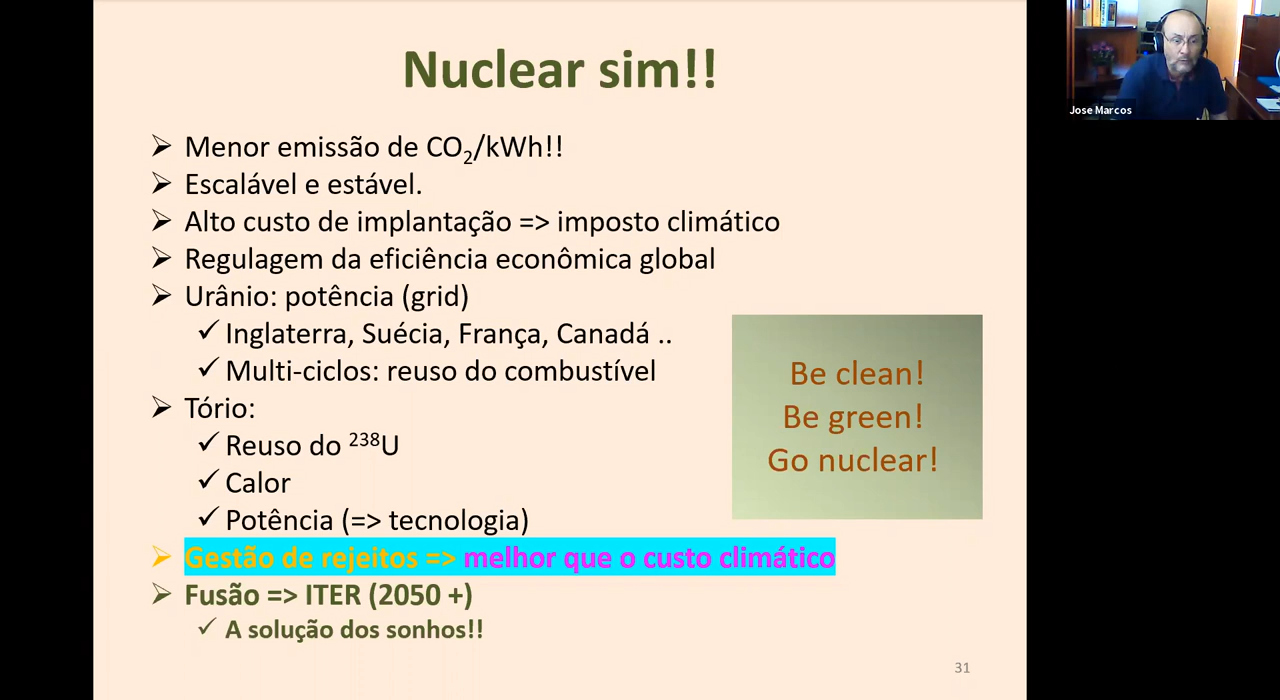 Nuclear sim!!
Jose Marcos
Menor emissão de CO₂/kWh!!
Escalável e estável.
Alto custo de implantação => imposto climático
Regulagem da eficiência econômica global
Urânio: potência (grid)
Inglaterra, Suécia, França, Canadá ..
Multi-ciclos: reuso do combustível
Tório:
Reuso do ²³⁸U
Calor
Potência (=> tecnologia)
Be clean!
Be green!
Go nuclear!
Gestão de rejeitos => melhor que o custo climático
Fusão => ITER (2050 +)
A solução dos sonhos!!
31